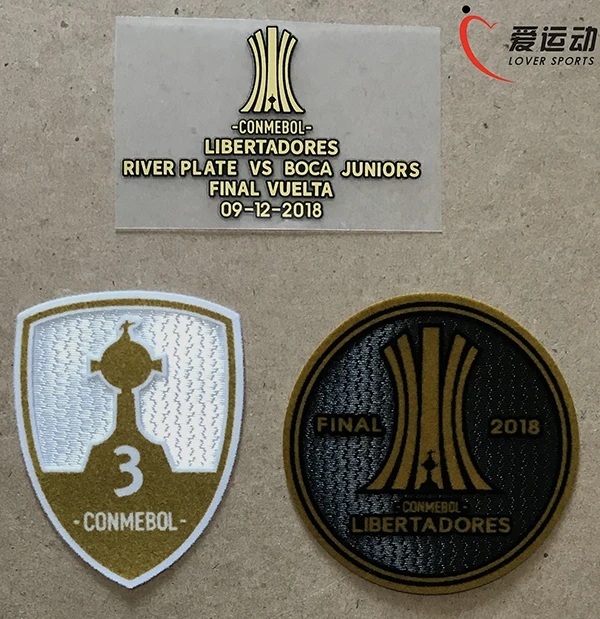 爱运动
LOVER SPORTS
-CONMEBOL-
LIBERTADORES
RIVER PLATE VS BOCA JUNIORS
FINAL VUELTA
09-12-2018
3
- CONMEBOL -
FINAL 2018
- CONMEBOL -
LIBERTADORES